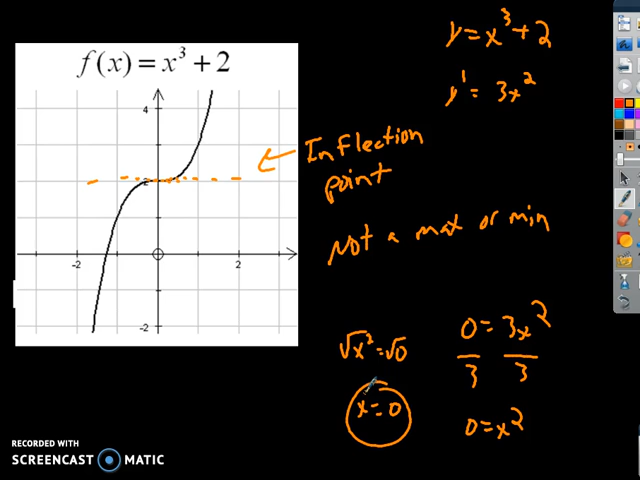 f(x) = x³ + 2
4
2
-2
2
-2
y = x³ + 2
y' = 3x²
Inflection
point
Not a max or min
0 = 3x²
3 3
0 = x²
√x² = √0
x = 0
RECORDED WITH
SCREENCAST MATIC